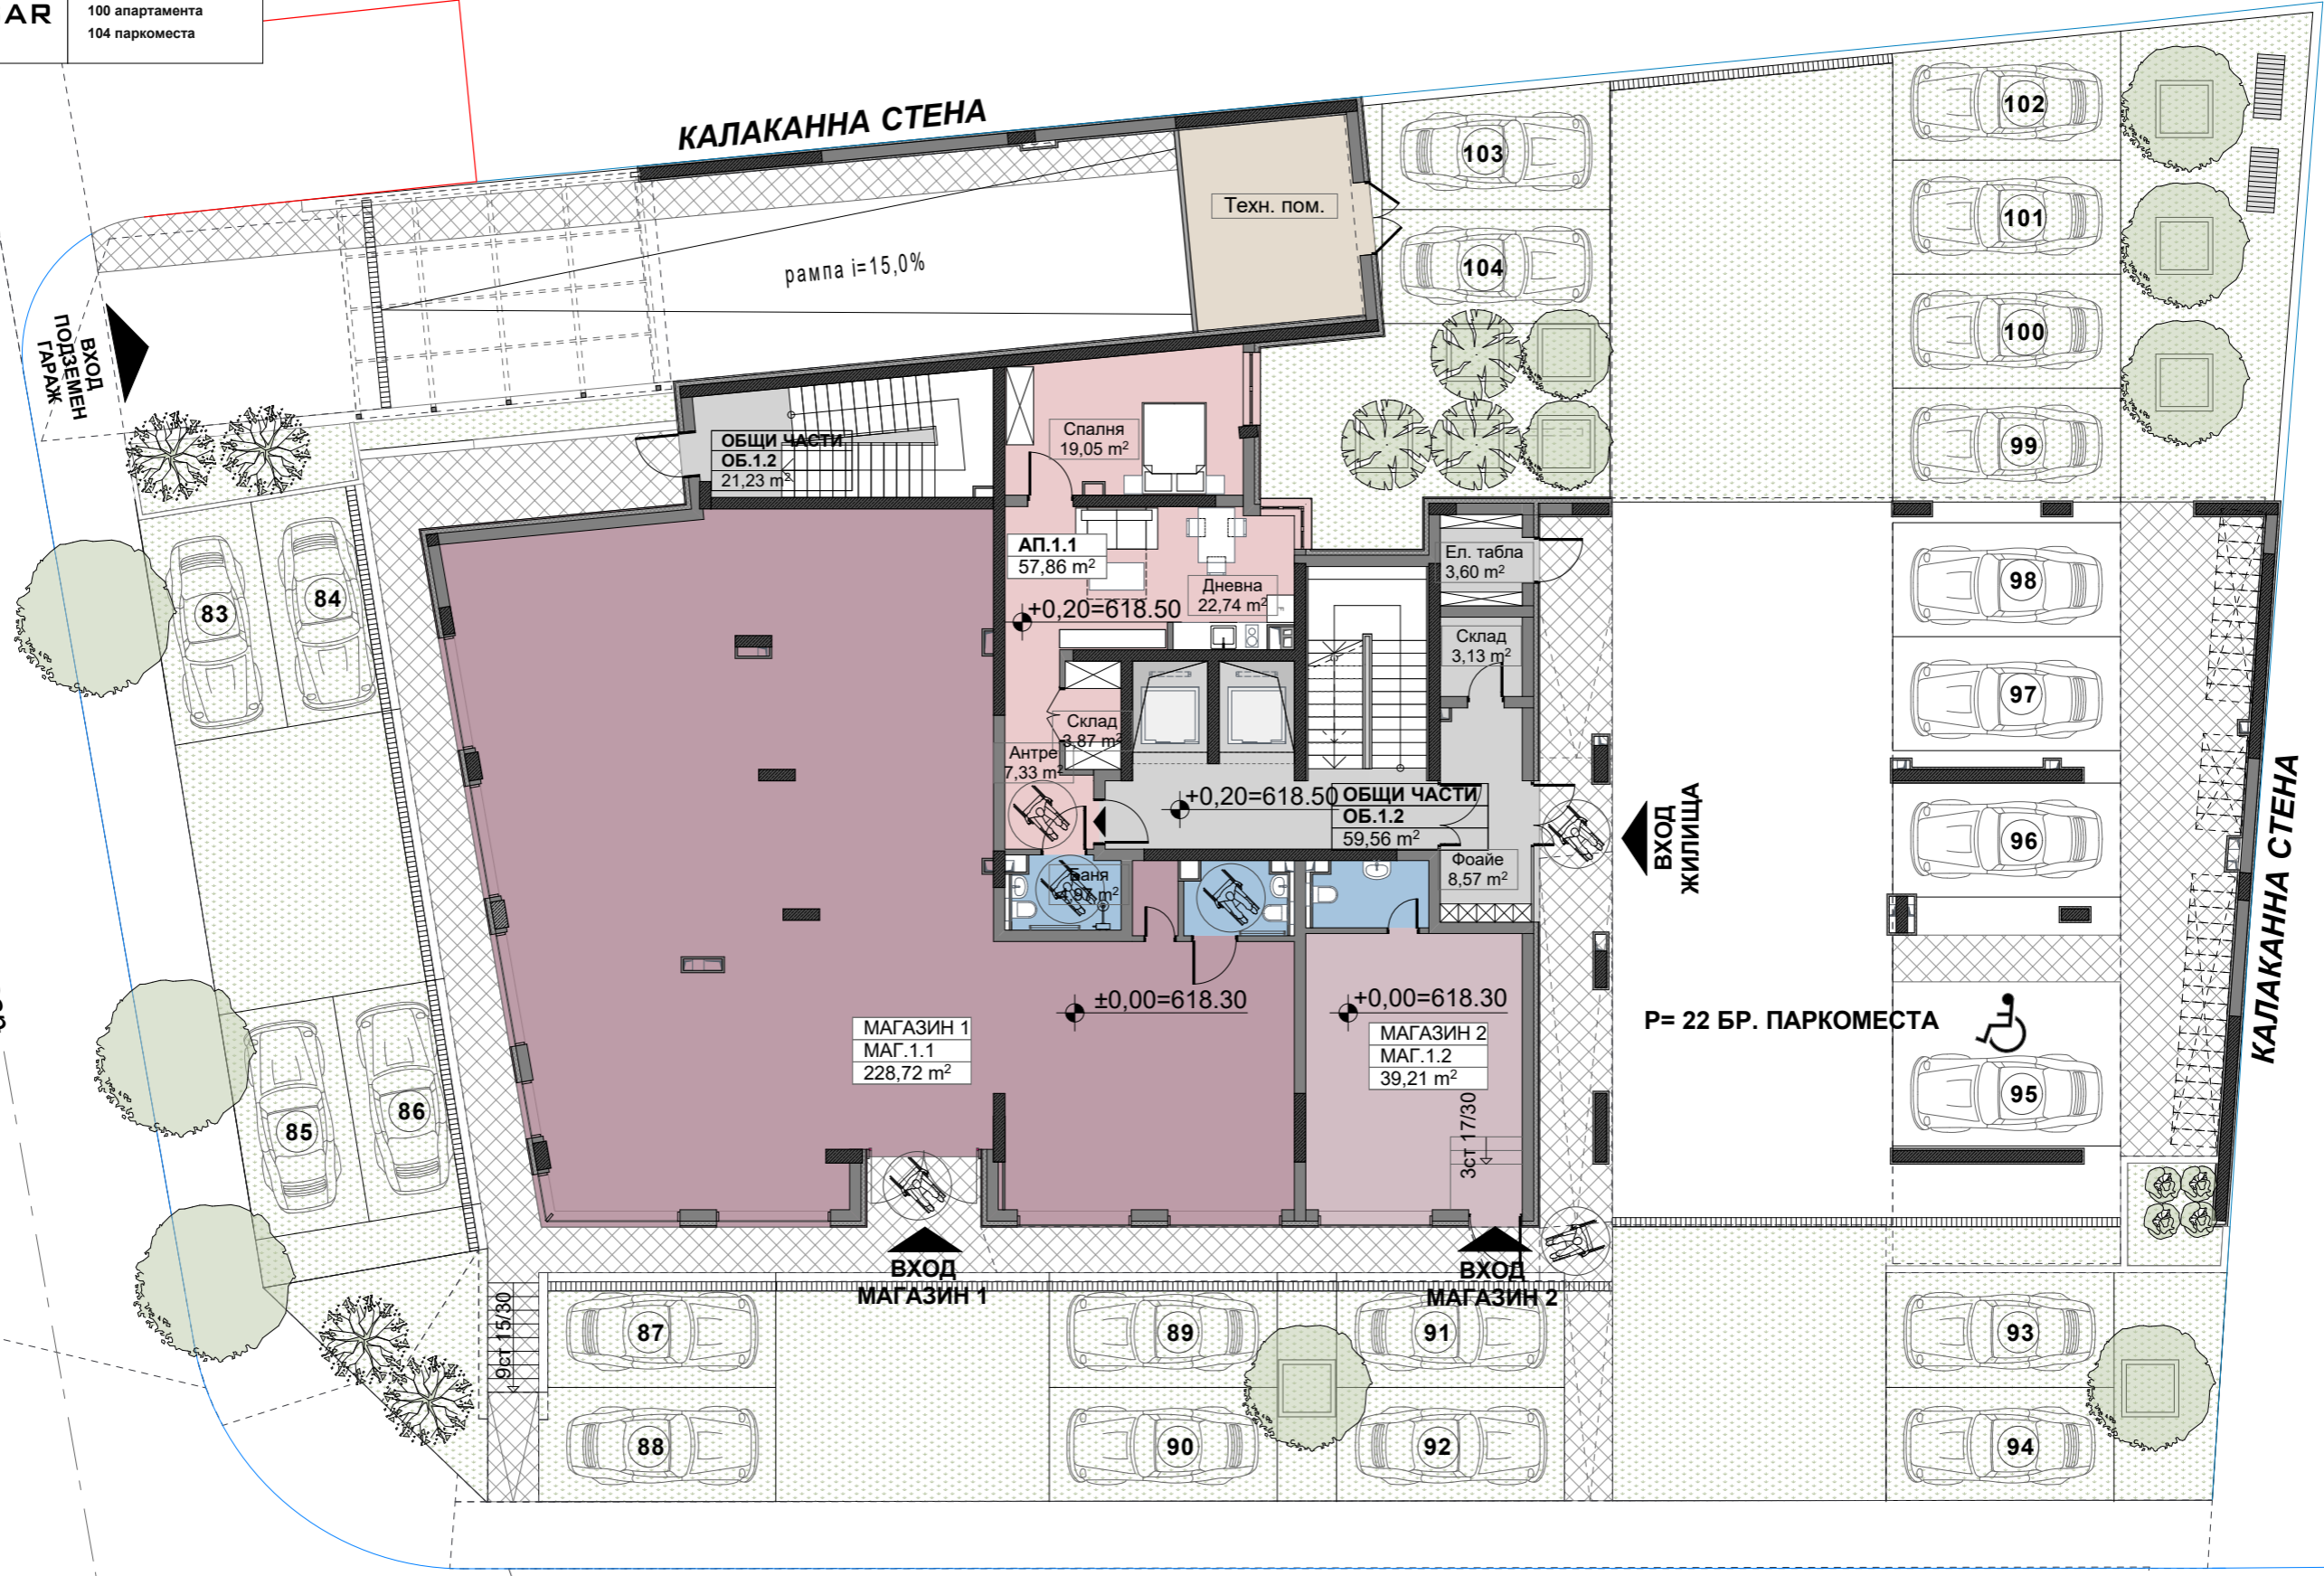 AR
100 апартамента
104 паркоместа
КАЛАКАННА СТЕНА
Техн. пом.
рампа i=15,0%
ВХОД
ПОДЗЕМЕН
ГАРАЖ
103
104
102
101
100
99
ОБЩИ ЧАСТИ
ОБ.1.2
21,23 m²
Спалня
19,05 m²
АП.1.1
57,86 m²
Дневна
22,74 m²
+0,20=618.50
Ел. табла
3,60 m²
Склад
3,13 m²
83
84
98
97
Склад
3,87 m²
Антре
7,33 m²
+0,20=618.50
ОБЩИ ЧАСТИ
ОБ.1.2
59,56 m²
Фоайе
8,57 m²
ВХОД
ЖИЛИЩА
96
КАЛАКАННА СТЕНА
Баня
4,97 m²
±0,00=618.30
+0,00=618.30
МАГАЗИН 1
МАГ.1.1
228,72 m²
МАГАЗИН 2
МАГ.1.2
39,21 m²
P= 22 БР. ПАРКОМЕСТА
95
85
86
3ст 17/30
ВХОД
МАГАЗИН 1
ВХОД
МАГАЗИН 2
9ст 15/30
87
89
91
93
88
90
92
94